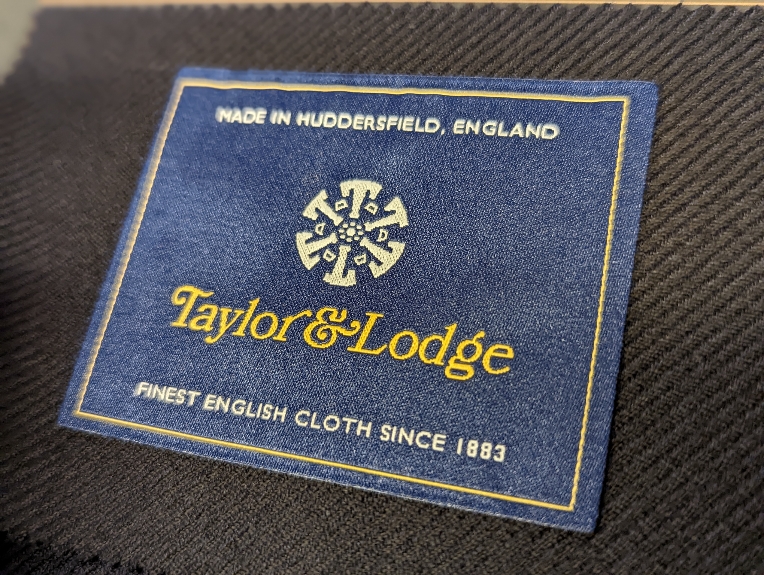 MADE IN HUDDERSFIELD, ENGLAND
Taylor & Lodge
FINEST ENGLISH CLOTH SINCE 1883